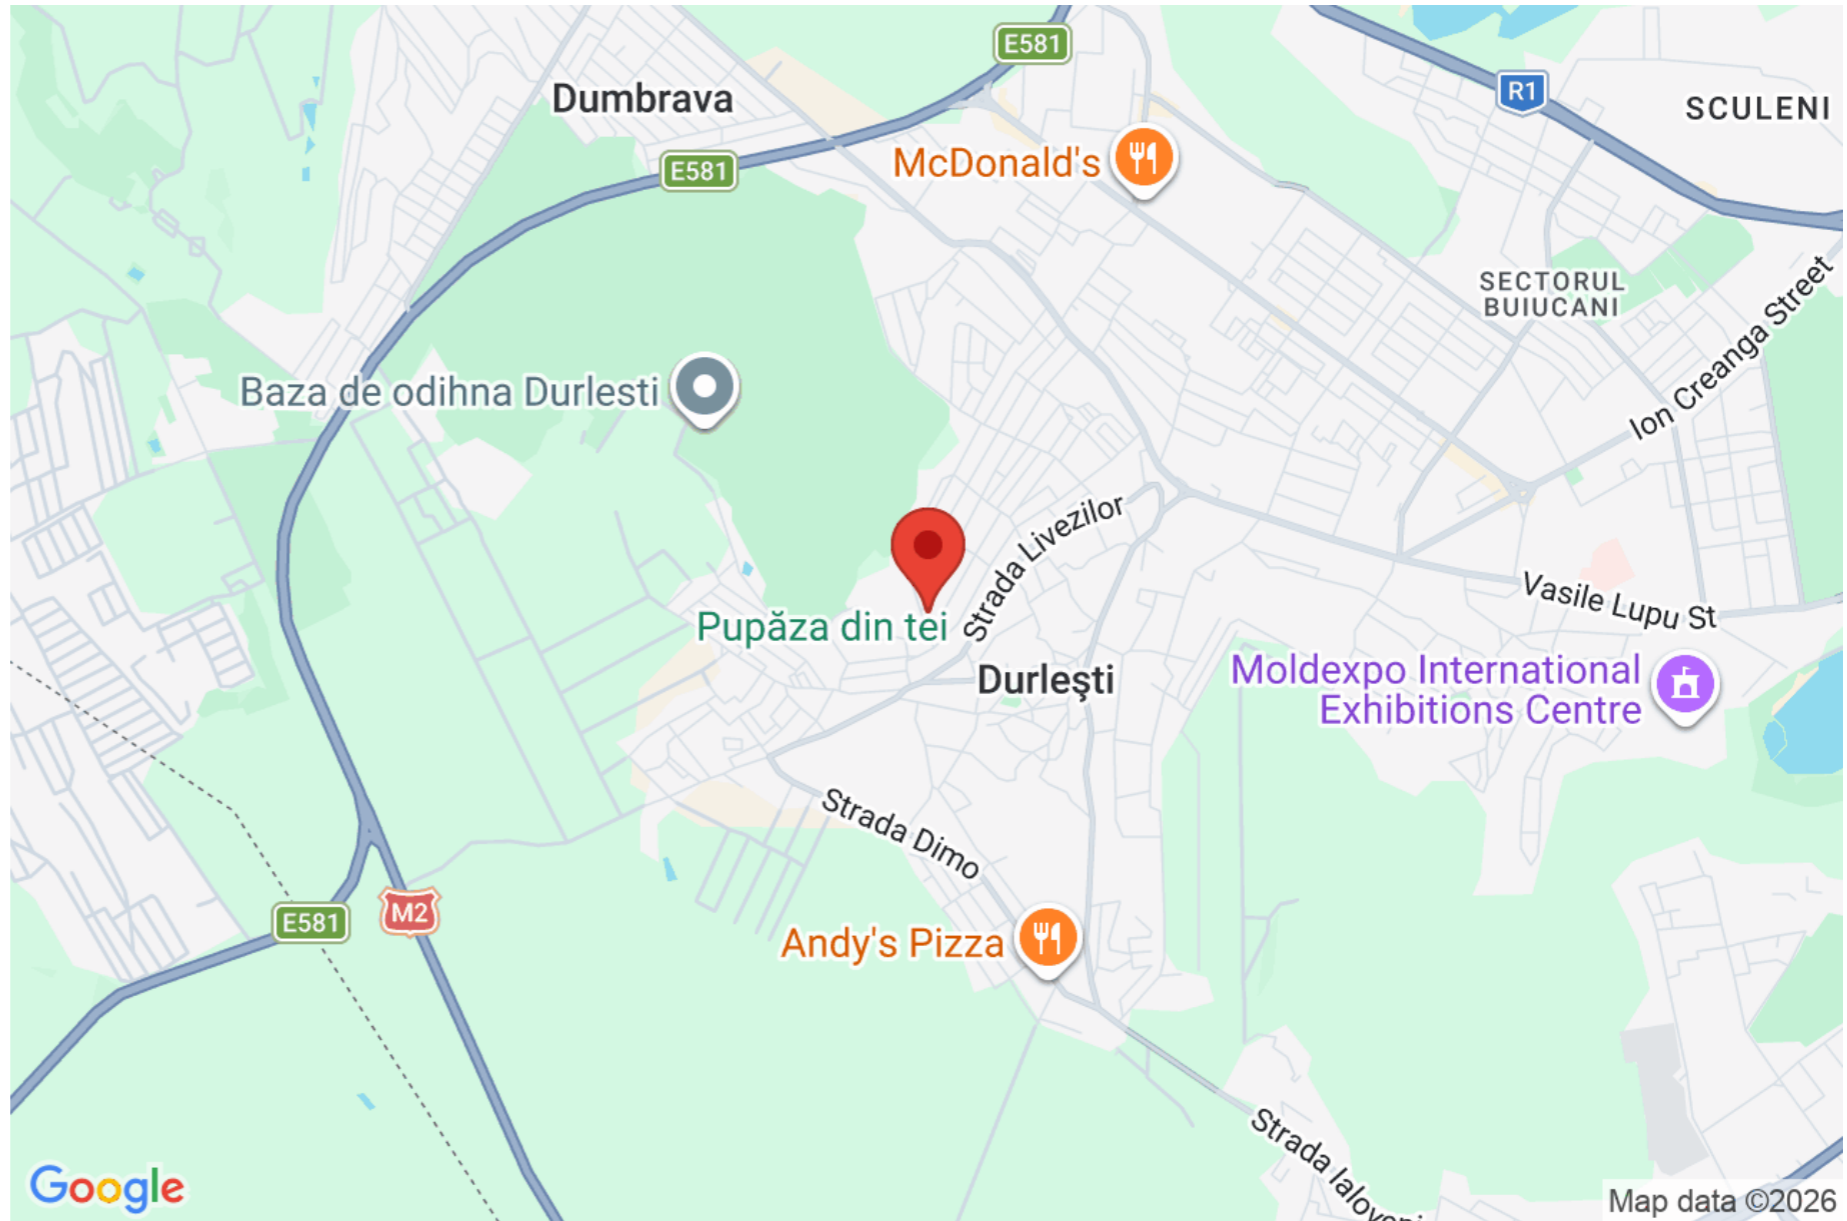 E581
R1
Dumbrava
SCULENI
McDonald's
E581
SECTORUL
BUIUCANI
Ion Creanga Street
Baza de odihna Durlesti
Strada Livezilor
Vasile Lupu St
Pupăza din tei
Durleşti
Moldexpo International
Exhibitions Centre
Strada Dimo
E581
M2
Andy's Pizza
Strada Ialoveni
Google
Map data ©2026